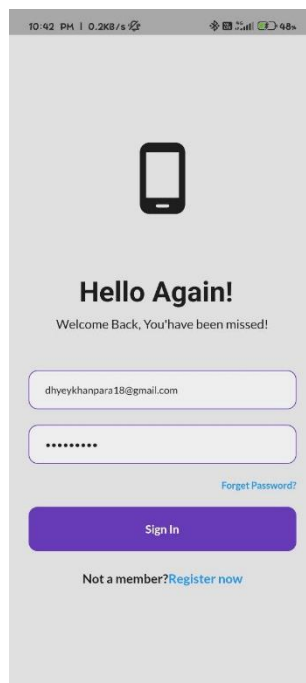 10:42 PM | 0.2KB/s 48%
Hello Again!
Welcome Back, You'have been missed!
dhyeykhanpara18@gmail.com
•••••••••
Forget Password?
Sign In
Not a member?Register now